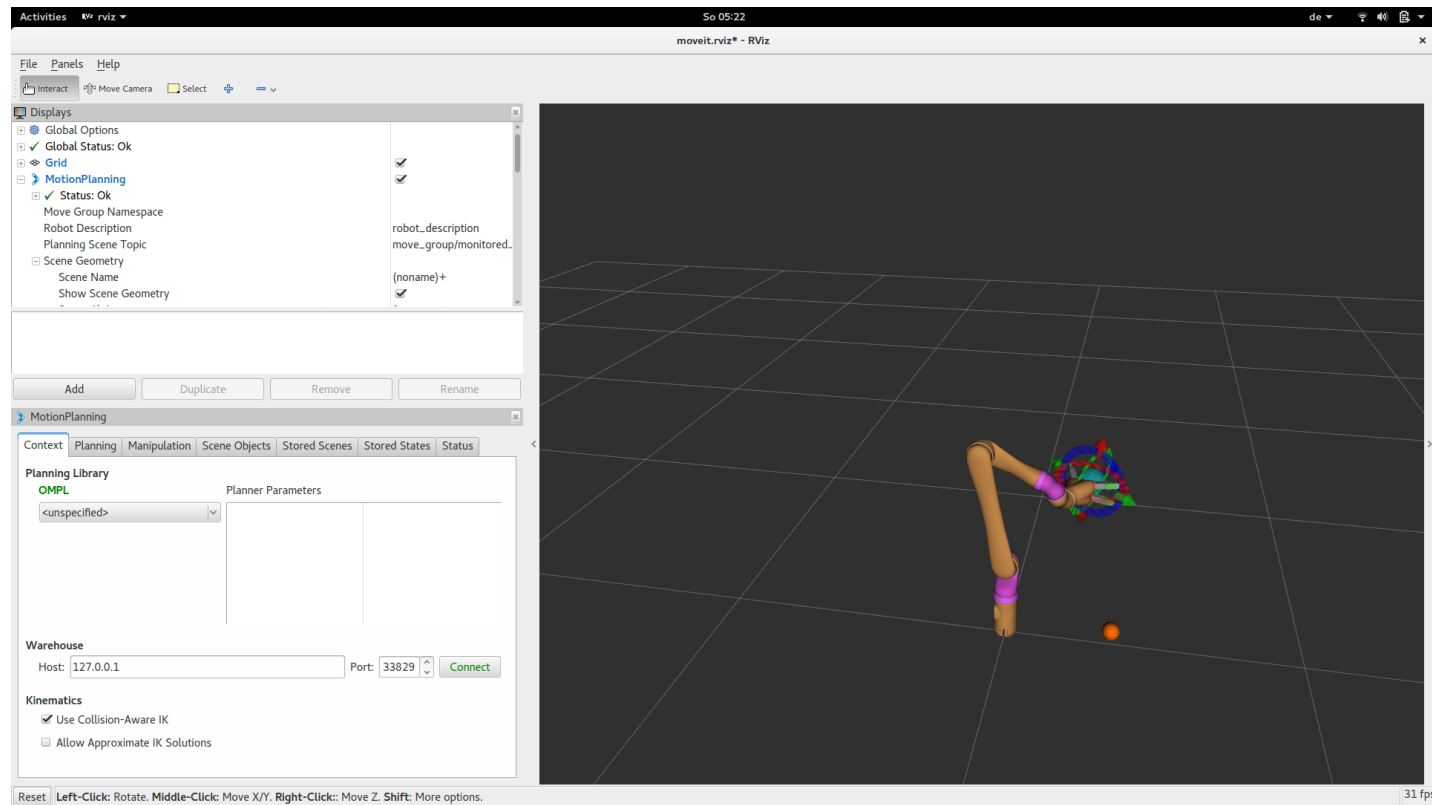 Activities RViz rviz So 05:22 de
moveit.rviz* - RViz
File Panels Help
Interact Move Camera Select
Displays
Global Options
Global Status: Ok
Grid
MotionPlanning
Status: Ok
Move Group Namespace
Robot Description robot_description
Planning Scene Topic move_group/monitored...
Scene Geometry
Scene Name (noname)+
Show Scene Geometry
Add Duplicate Remove Rename
MotionPlanning
Context Planning Manipulation Scene Objects Stored Scenes Stored States Status
Planning Library
OMPL Planner Parameters
<unspecified>
Warehouse
Host: 127.0.0.1 Port: 33829 Connect
Kinematics
Use Collision-Aware IK
Allow Approximate IK Solutions
Reset Left-Click: Rotate. Middle-Click: Move X/Y. Right-Click:: Move Z. Shift: More options. 31 fps